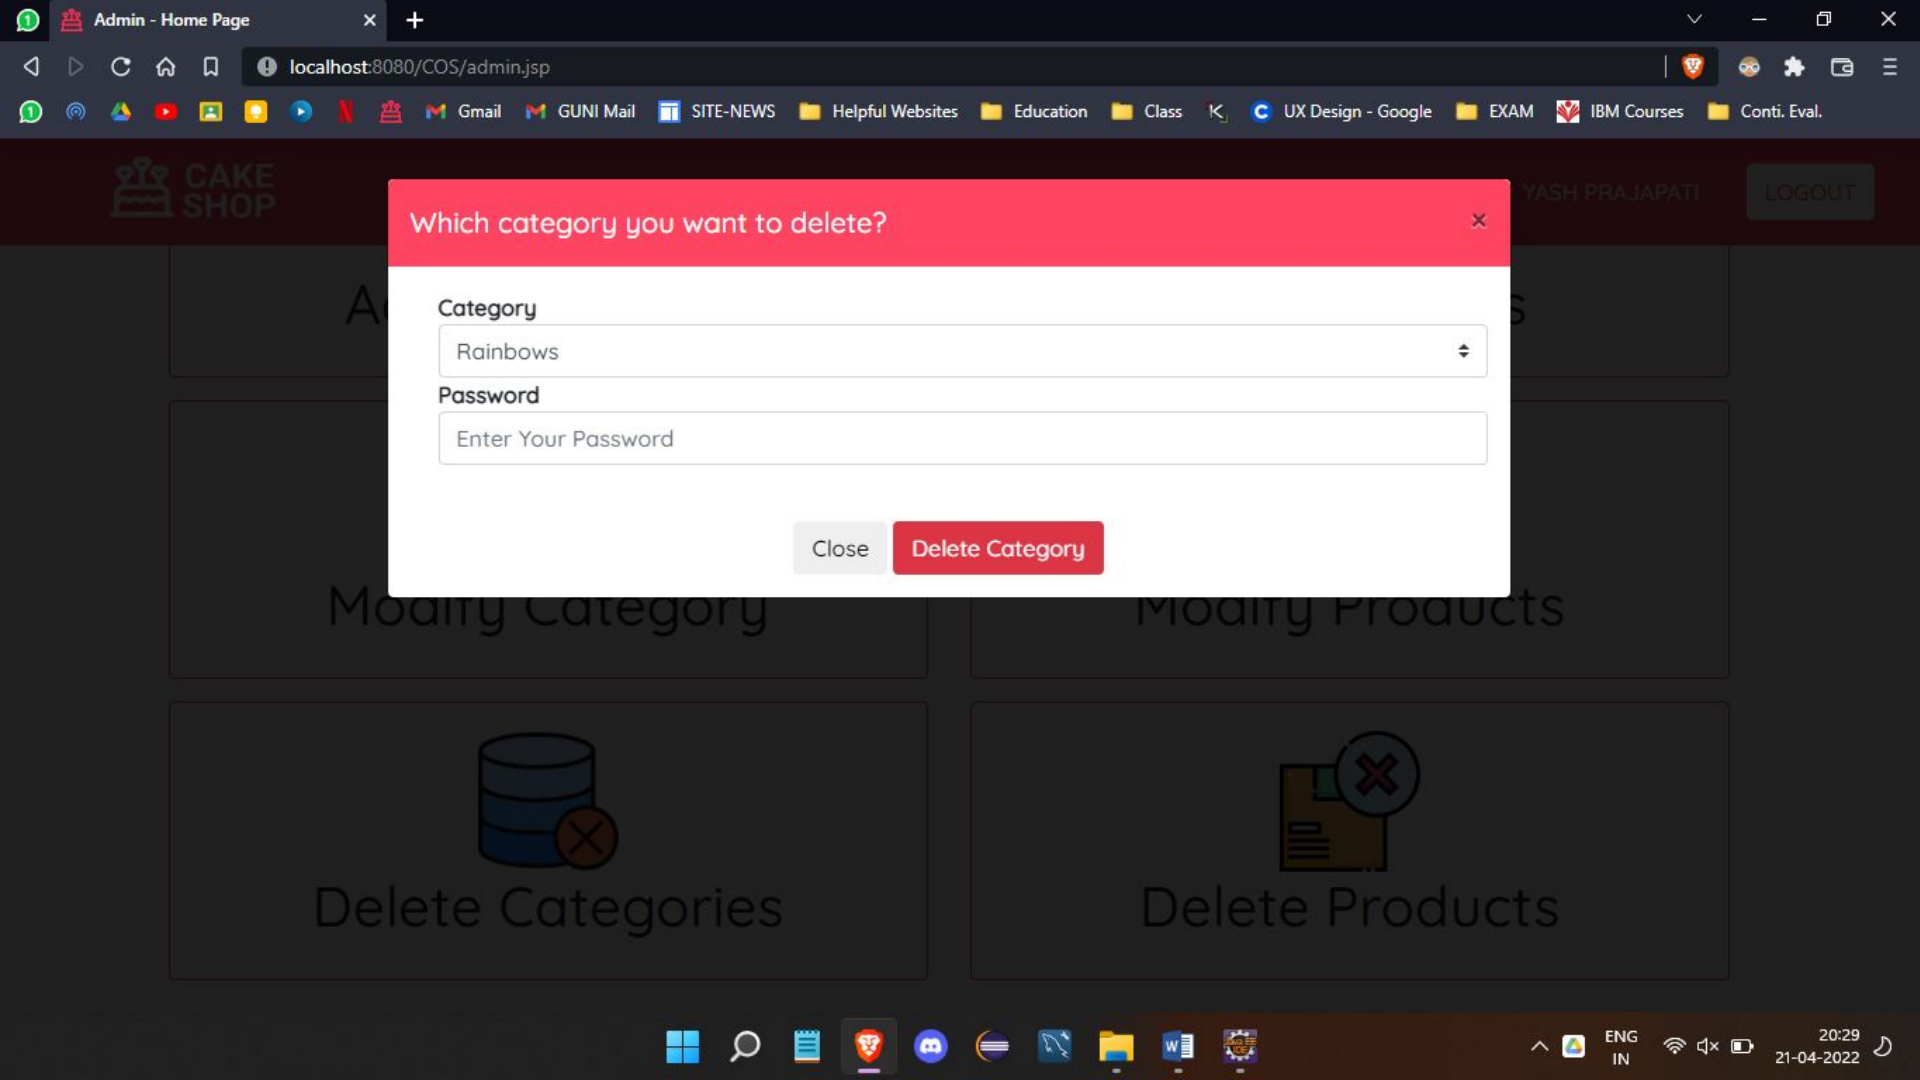 Admin - Home Page
localhost:8080/COS/admin.jsp
Gmail GUNI Mail SITE-NEWS Helpful Websites Education Class UX Design - Google EXAM IBM Courses Conti. Eval.
CAKE
SHOP
YASH PRAJAPATI
LOGOUT
Which category you want to delete?
×
Category
Rainbows
Password
Enter Your Password
Close
Delete Category
Modify Category
Modify Products
Delete Categories
Delete Products
ENG
IN
20:29
21-04-2022